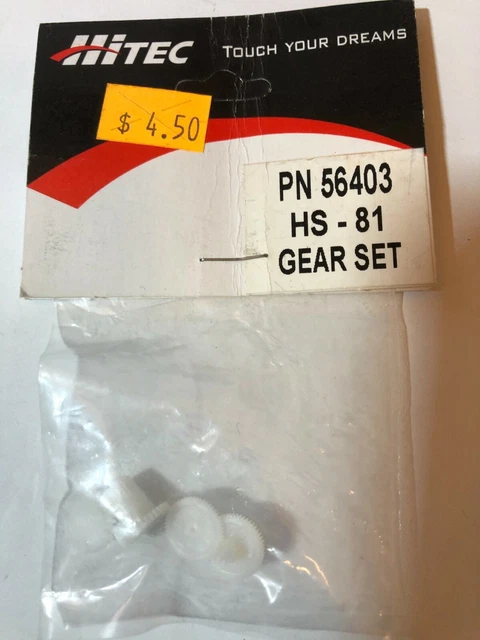 HiTEC
TOUCH YOUR DREAMS
$ 4.50
PN 56403
HS - 81
GEAR SET